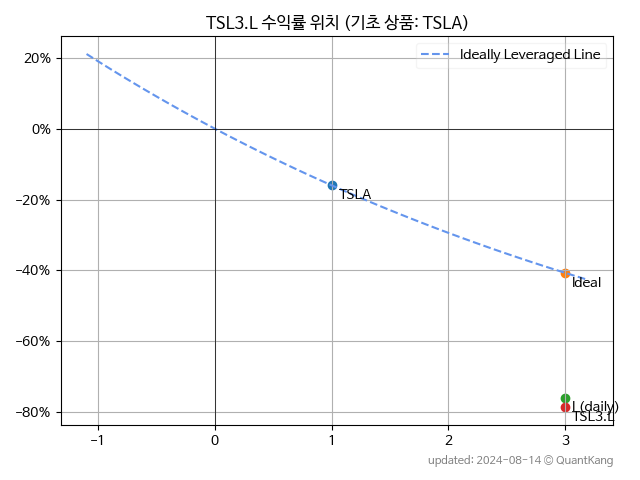 TSL3.L 수익률 위치 (기초 상품: TSLA)
Ideally Leveraged Line
20%
0%
−20%
−40%
−60%
−80%
TSLA
Ideal
(daily)
TSL3.L
−1
0
1
2
3
updated: 2024-08-14 © QuantKang